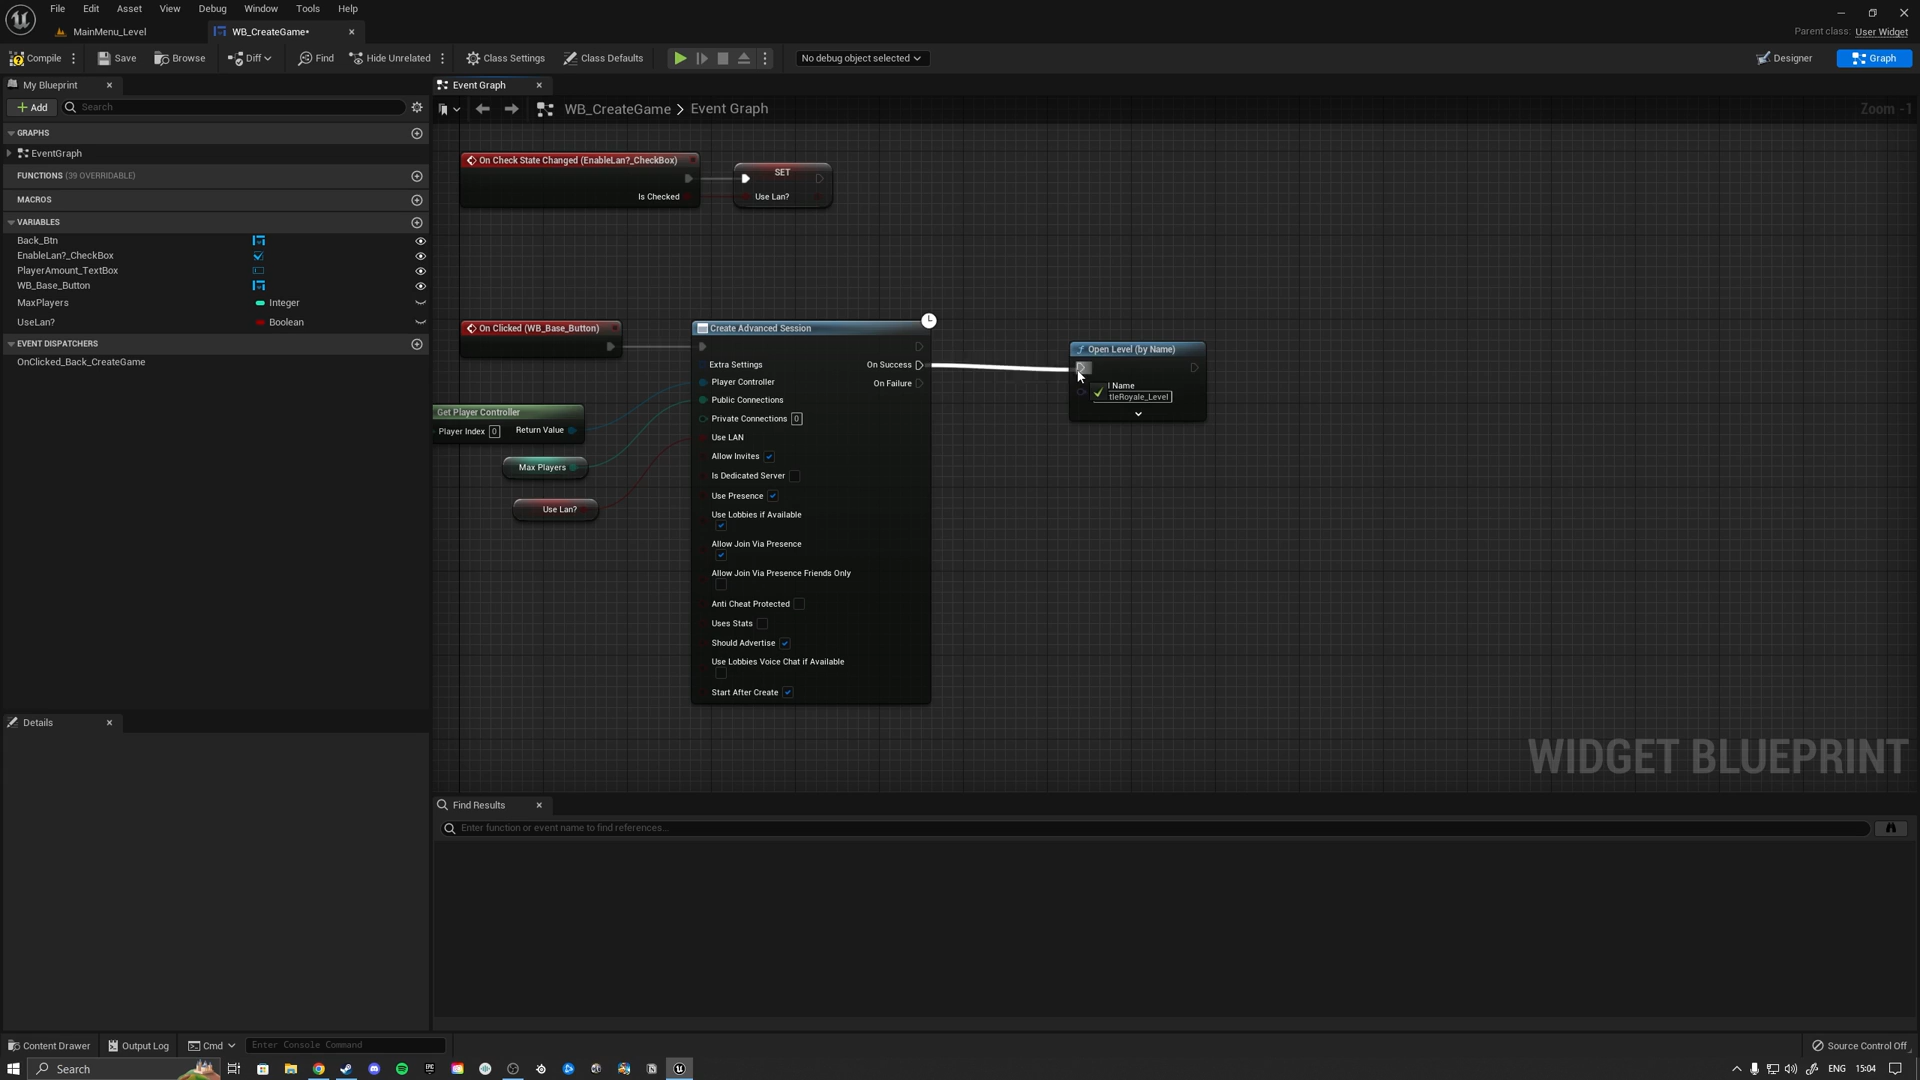 File Edit Asset View Debug Window Tools Help
MainMenu_Level
WB_CreateGame•
Parent class: User Widget
Compile
Save
Browse
Diff
Find
Hide Unrelated
Class Settings
Class Defaults
No debug object selected
Designer
Graph
My Blueprint
Add
Search
GRAPHS
EventGraph
FUNCTIONS (39 OVERRIDABLE)
MACROS
VARIABLES
Back_Btn
EnableLan?_CheckBox
PlayerAmount_TextBox
WB_Base_Button
MaxPlayers Integer
UseLan? Boolean
EVENT DISPATCHERS
OnClicked_Back_CreateGame
Details
Event Graph
WB_CreateGame > Event Graph
Zoom -1
On Check State Changed (EnableLan?_CheckBox)
Is Checked
SET
Use Lan?
On Clicked (WB_Base_Button)
Get Player Controller
Player Index 0 Return Value
Max Players
Use Lan?
Create Advanced Session
Extra Settings On Success
Player Controller On Failure
Public Connections
Private Connections 0
Use LAN
Allow Invites
Is Dedicated Server
Use Presence
Use Lobbies if Available
Allow Join Via Presence
Allow Join Via Presence Friends Only
Anti Cheat Protected
Uses Stats
Should Advertise
Use Lobbies Voice Chat if Available
Start After Create
f Open Level (by Name)
l Name
tleRoyale_Level
WIDGET BLUEPRINT
Find Results
Enter function or event name to find references...
Content Drawer
Output Log
Cmd
Enter Console Command
Source Control Off
Search
ENG 15:04